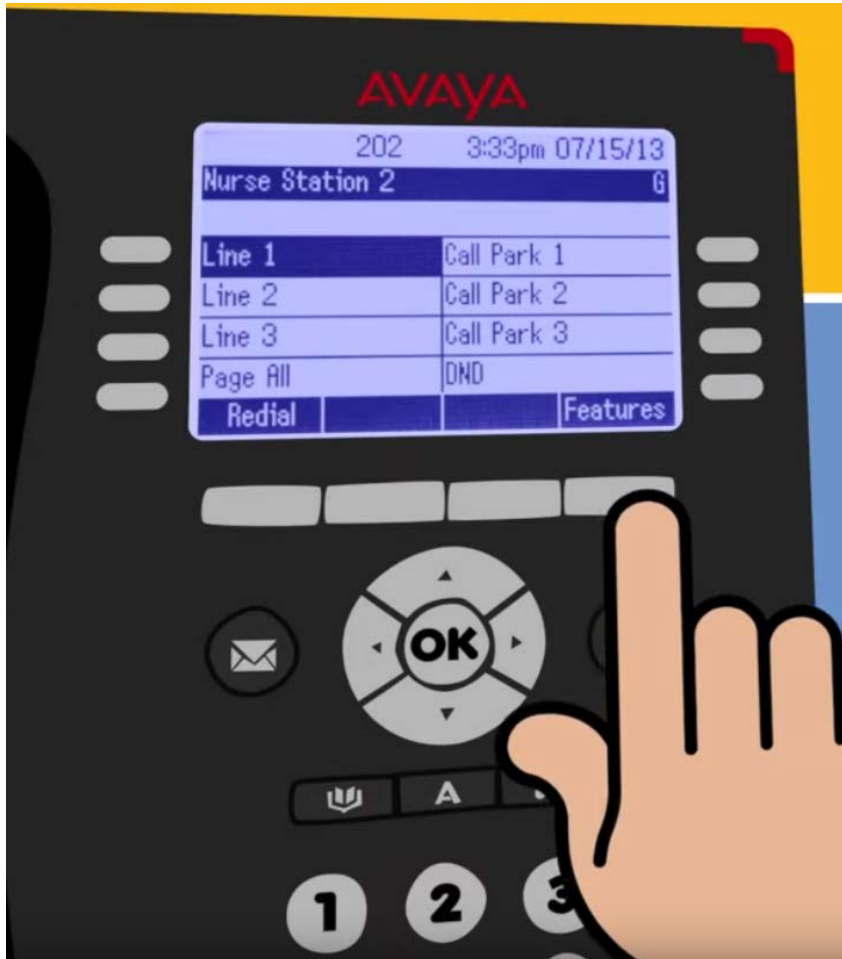 AVAYA
202 3:33pm 07/15/13
Nurse Station 2 G
Line 1 Call Park 1
Line 2 Call Park 2
Line 3 Call Park 3
Page All DND
Redial Features
OK
A
1 2 3